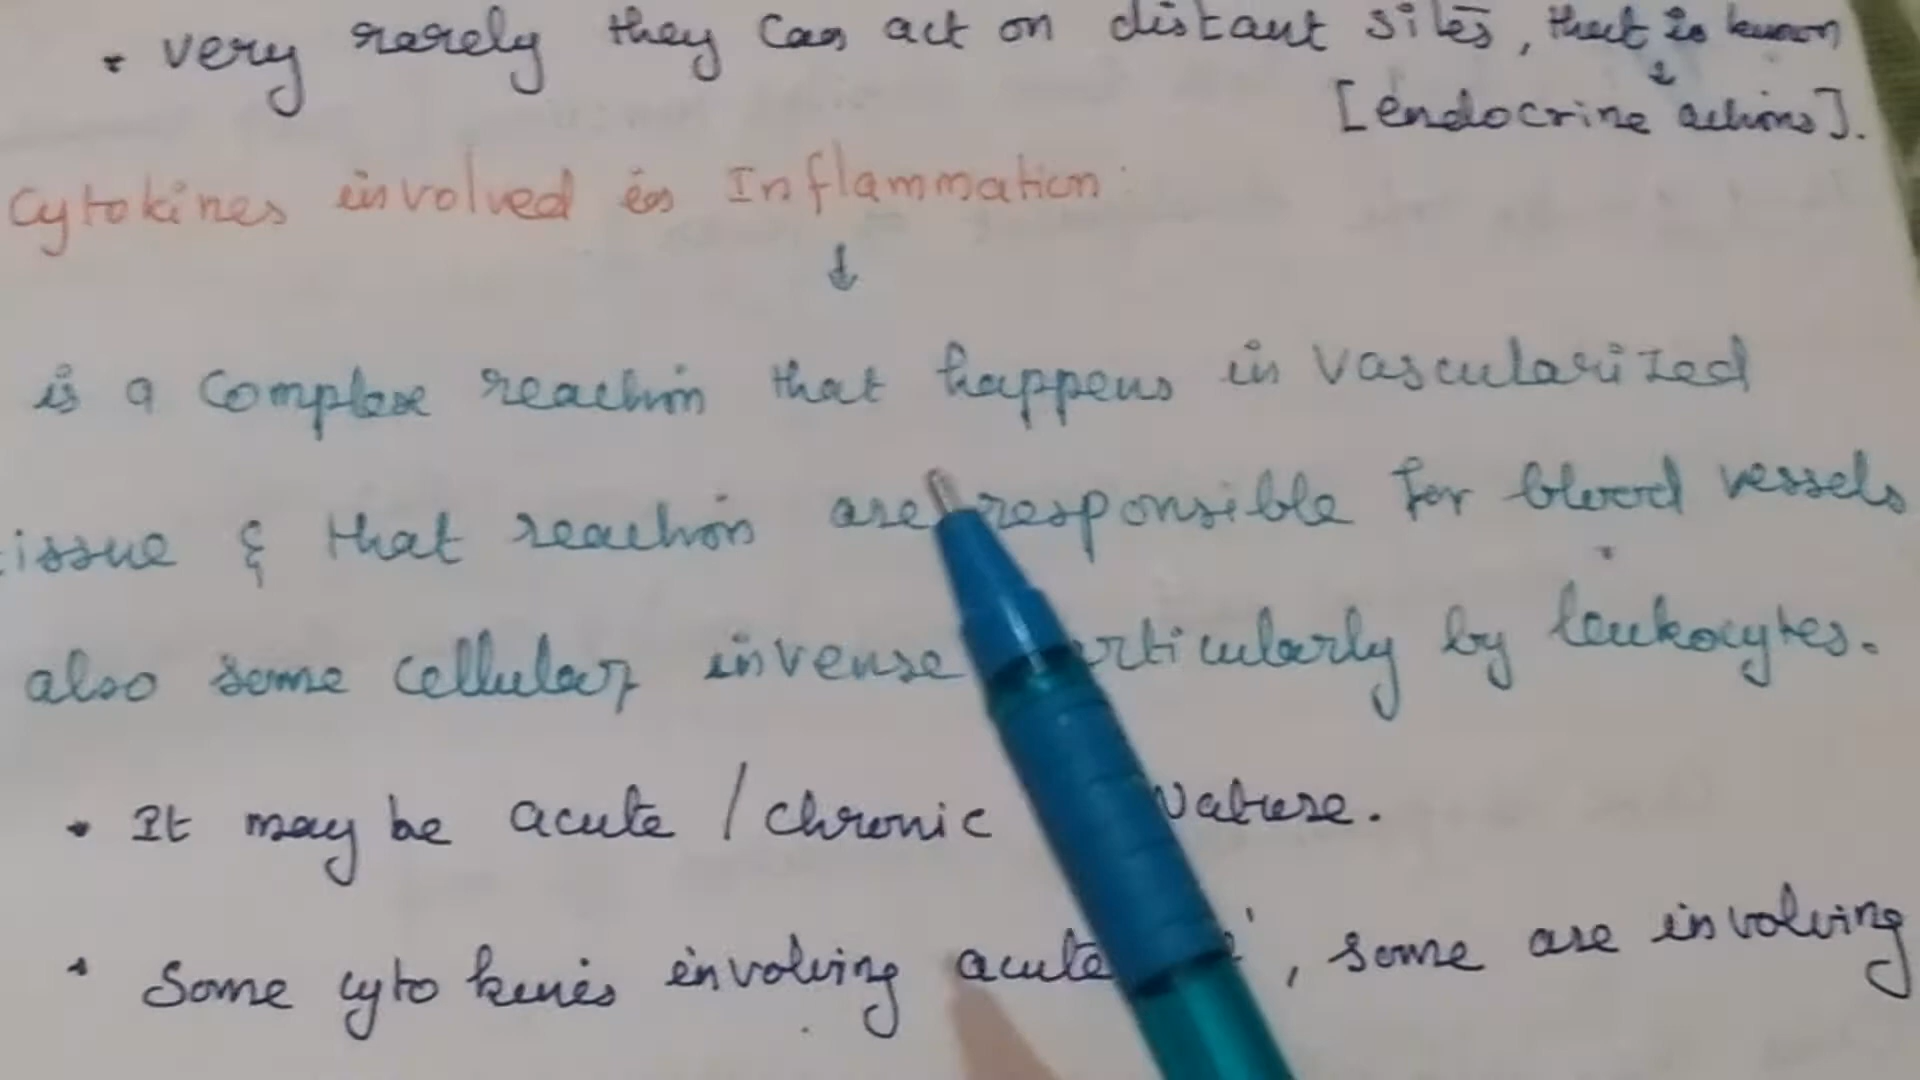 • very rarely they can act on distant sites, that is known
[endocrine actions].
Cytokines involved in Inflammation
↓
is a Complex reaction that happens in vascularized
tissue & that reaction are responsible for blood vessels
also some cellular invense by leukocytes.
• It may be acute / chronic
• Some cytokenis involving acute , some are involving